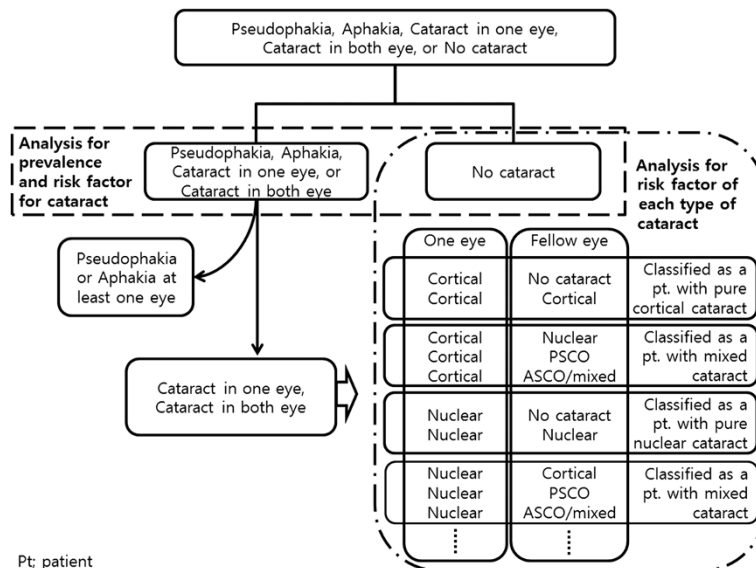 Pseudophakia, Aphakia, Cataract in one eye,
Cataract in both eye, or No cataract
Analysis for
prevalence
and risk factor
for cataract
Pseudophakia, Aphakia,
Cataract in one eye, or
Cataract in both eye
No cataract
Analysis for
risk factor of
each type of
cataract
Pseudophakia
or Aphakia at
least one eye
Cataract in one eye,
Cataract in both eye
One eye
Fellow eye
Cortical
Cortical
No cataract
Cortical
Classified as a
pt. with pure
cortical cataract
Cortical
Cortical
Cortical
Nuclear
PSCO
ASCO/mixed
Classified as a
pt. with mixed
cataract
Nuclear
Nuclear
No cataract
Nuclear
Classified as a
pt. with pure
nuclear cataract
Nuclear
Nuclear
Nuclear
Cortical
PSCO
ASCO/mixed
Classified as a
pt. with mixed
cataract
Pt; patient